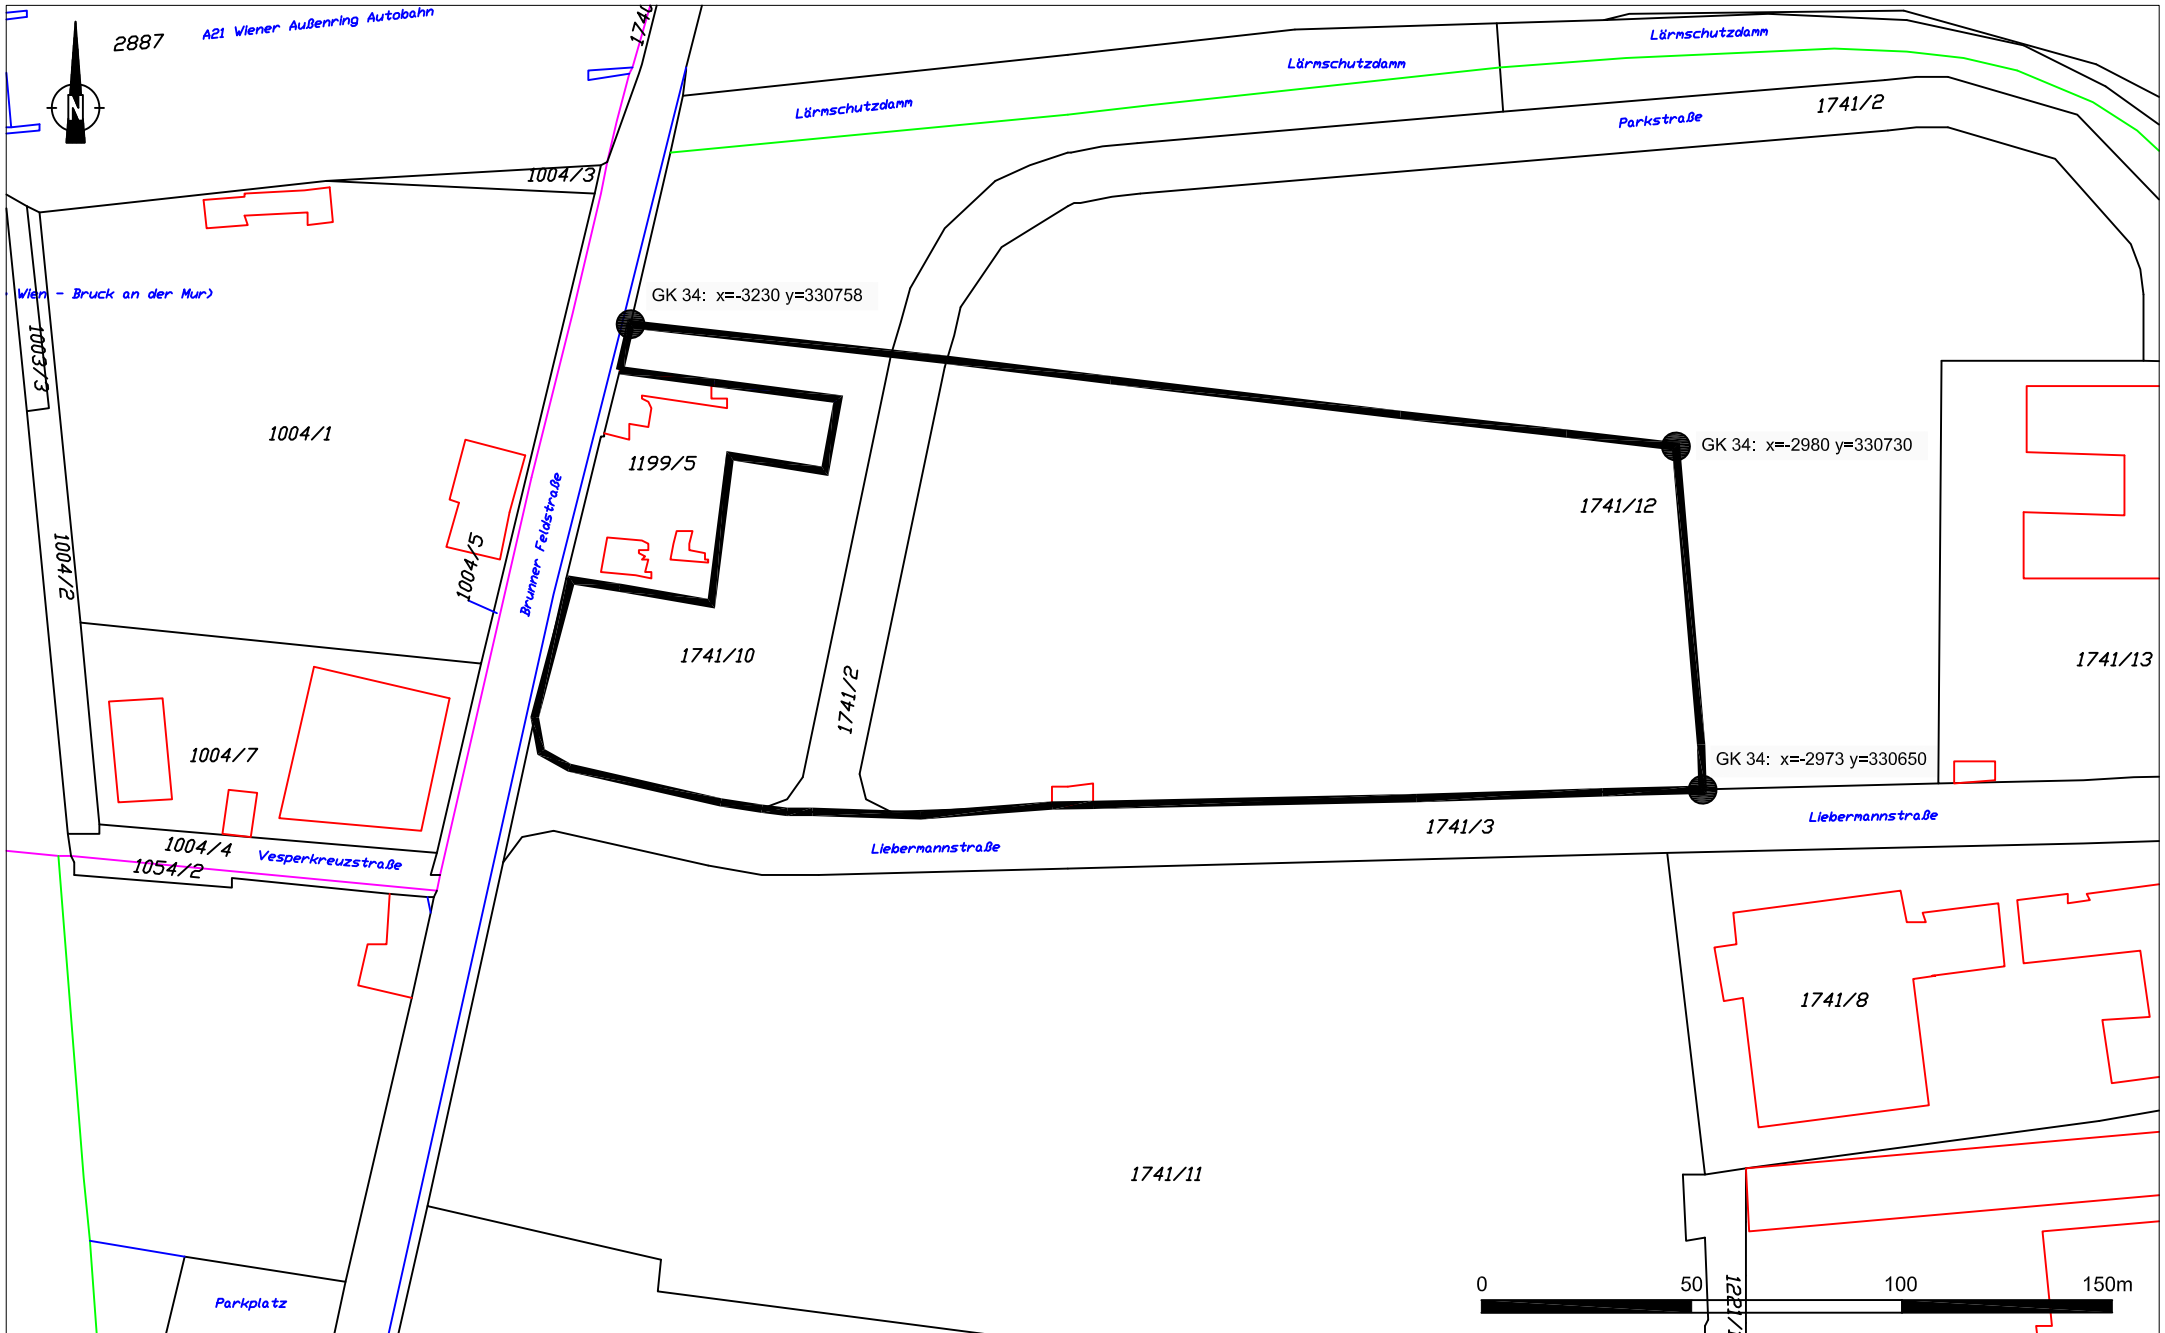 A21 Wiener Außenring Autobahn
2887
N
Lärmschutzdamm
Lärmschutzdamm
Lärmschutzdamm
1741/2
Parkstraße
1004/3
Wien - Bruck an der Mur)
GK 34: x=-3230 y=330758
1003/3
1004/1
1199/5
GK 34: x=-2980 y=330730
1741/12
1004/2
1004/5
Brunner Feldstraße
1741/10
1741/2
1741/13
1004/7
GK 34: x=-2973 y=330650
1741/3
Liebermannstraße
Liebermannstraße
1004/4
Vesperkreuzstraße
1054/2
1741/8
1741/11
Parkplatz
0 50 100 150m